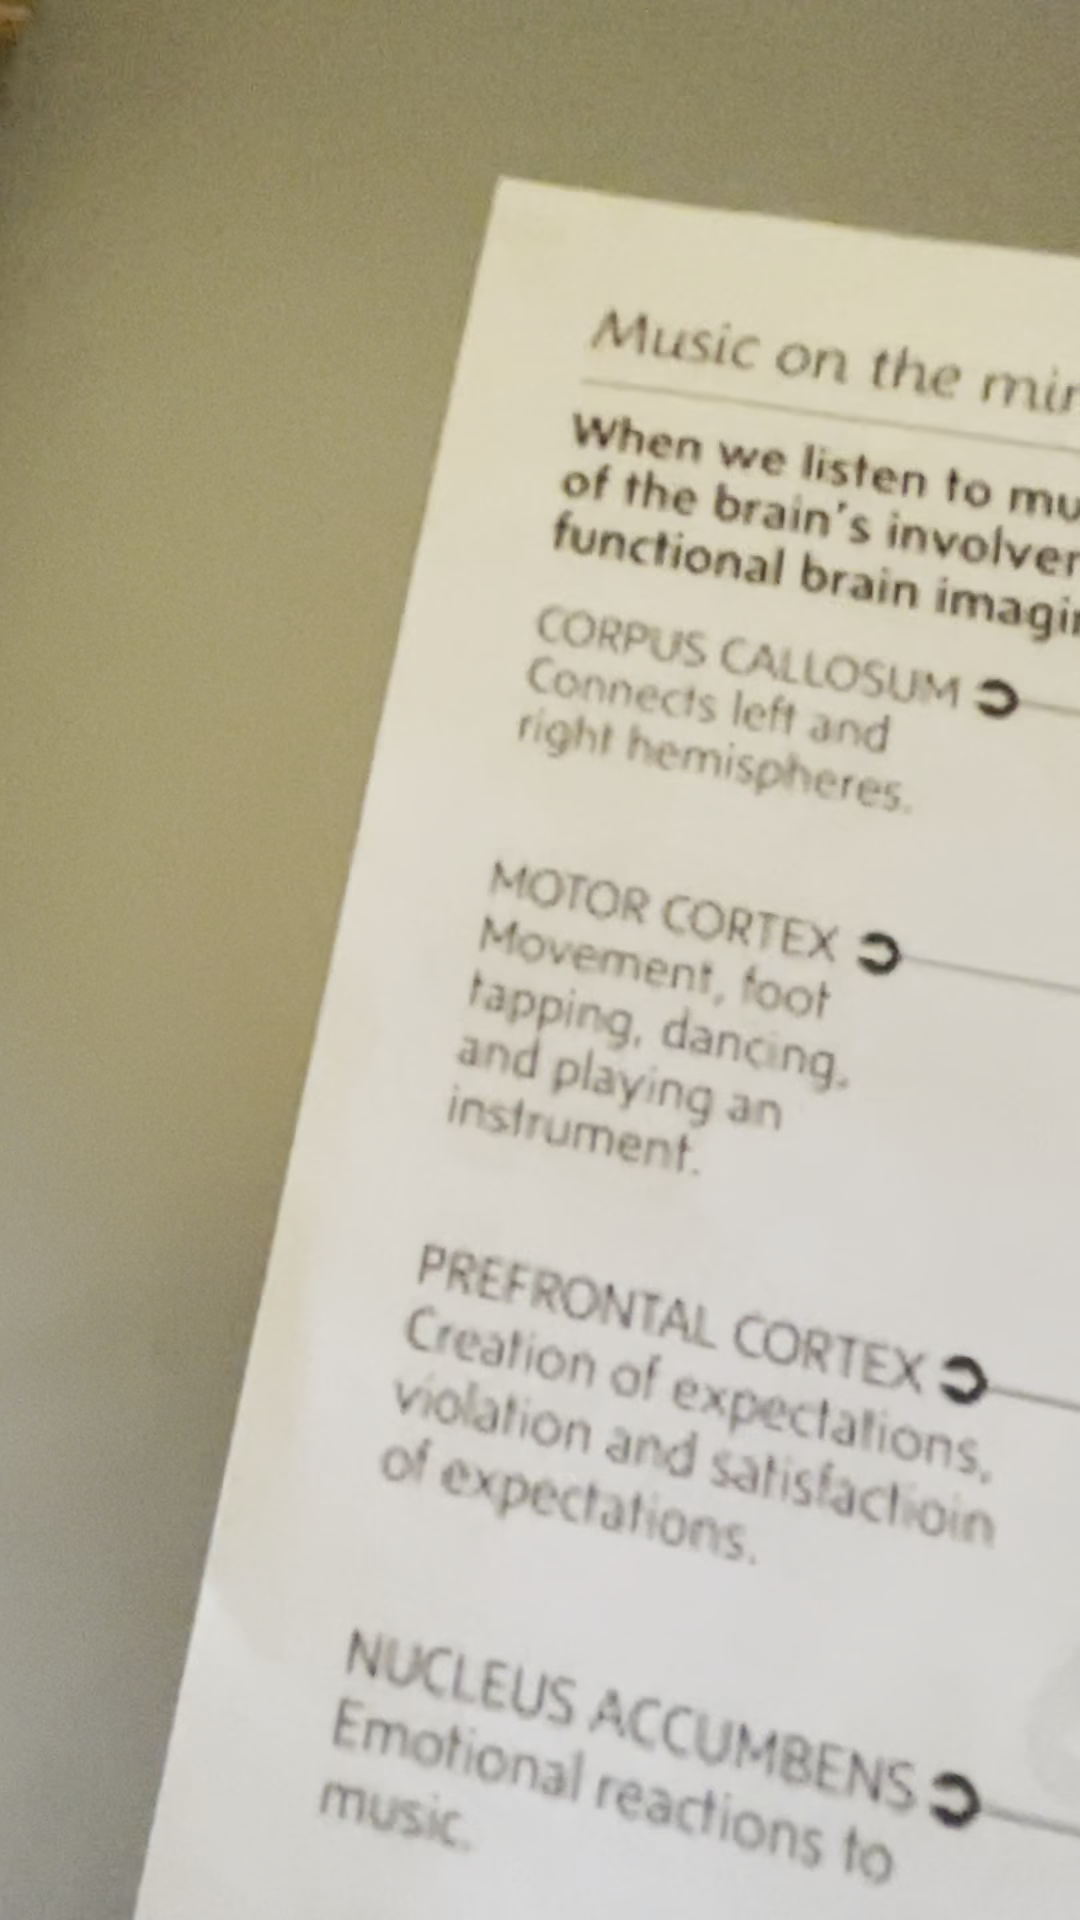 Music on the
When we listen to
of the brain's
functional brain
CORPUS CALLOSUM
Connects left and
right hemispheres.
MOTOR CORTEX
Movement, foot
tapping, dancing,
and playing an
instrument.
PREFRONTAL CORTEX
Creation of expectations,
violation and satisfactioin
of expectations.
NUCLEUS ACCUMBENS
Emotional reactions to
music.